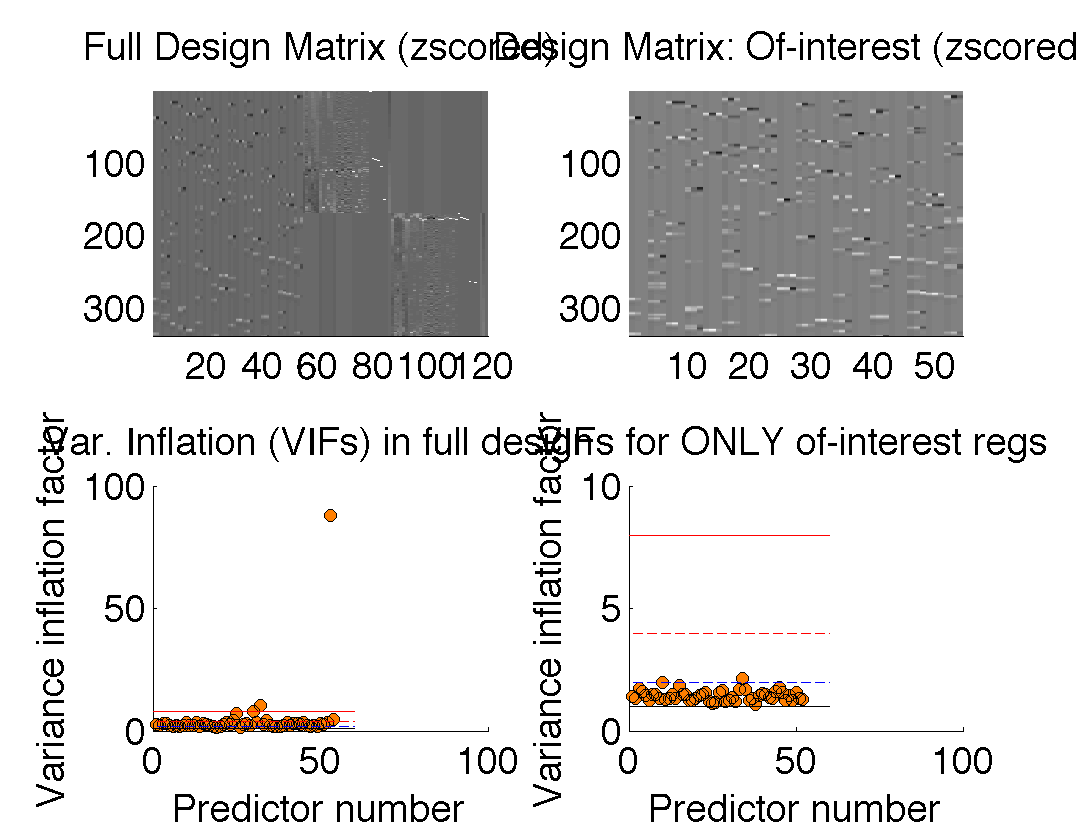 Full Design Matrix (zscored)
Design Matrix: Of-interest (zscored
100
200
300
20 40 60 80 100 120
100
200
300
10 20 30 40 50
Var. Inflation (VIFs) in full design
VIFs for ONLY of-interest regs
Variance inflation factor
100
50
0
0 50 100
Predictor number
Variance inflation factor
10
5
0
0 50 100
Predictor number